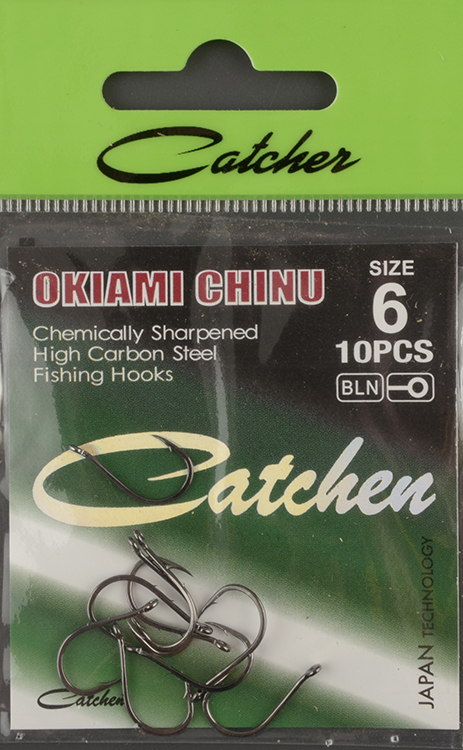 Catcher
OKIAMI CHINU
Chemically Sharpened
High Carbon Steel
Fishing Hooks
SIZE
6
10PCS
BLN
Catchen
JAPAN TECHNOLOGY
Catchen